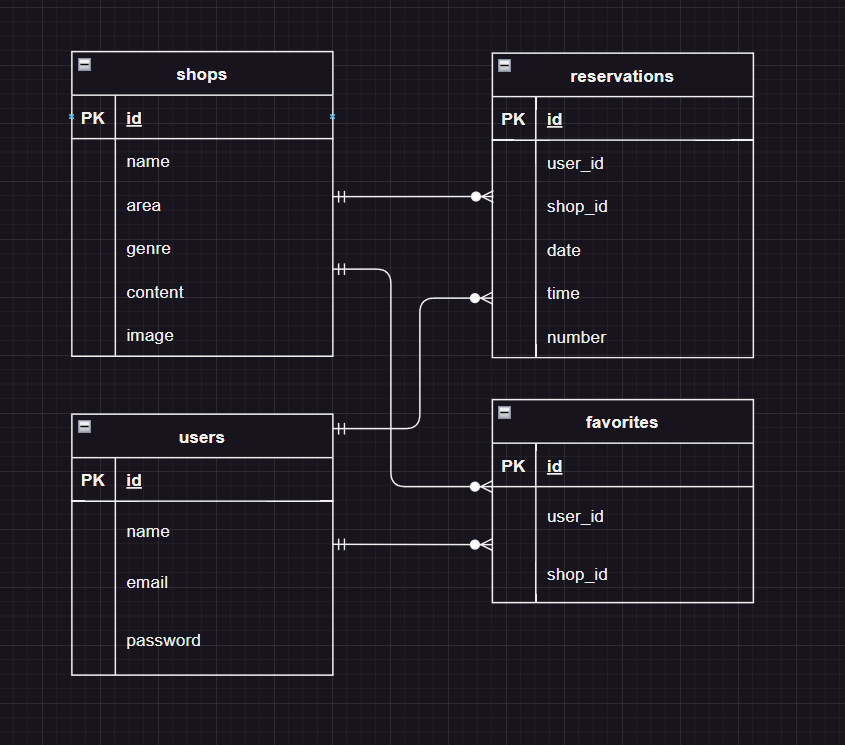 shops
PK id
name
area
genre
content
image
reservations
PK id
user_id
shop_id
date
time
number
users
PK id
name
email
password
favorites
PK id
user_id
shop_id